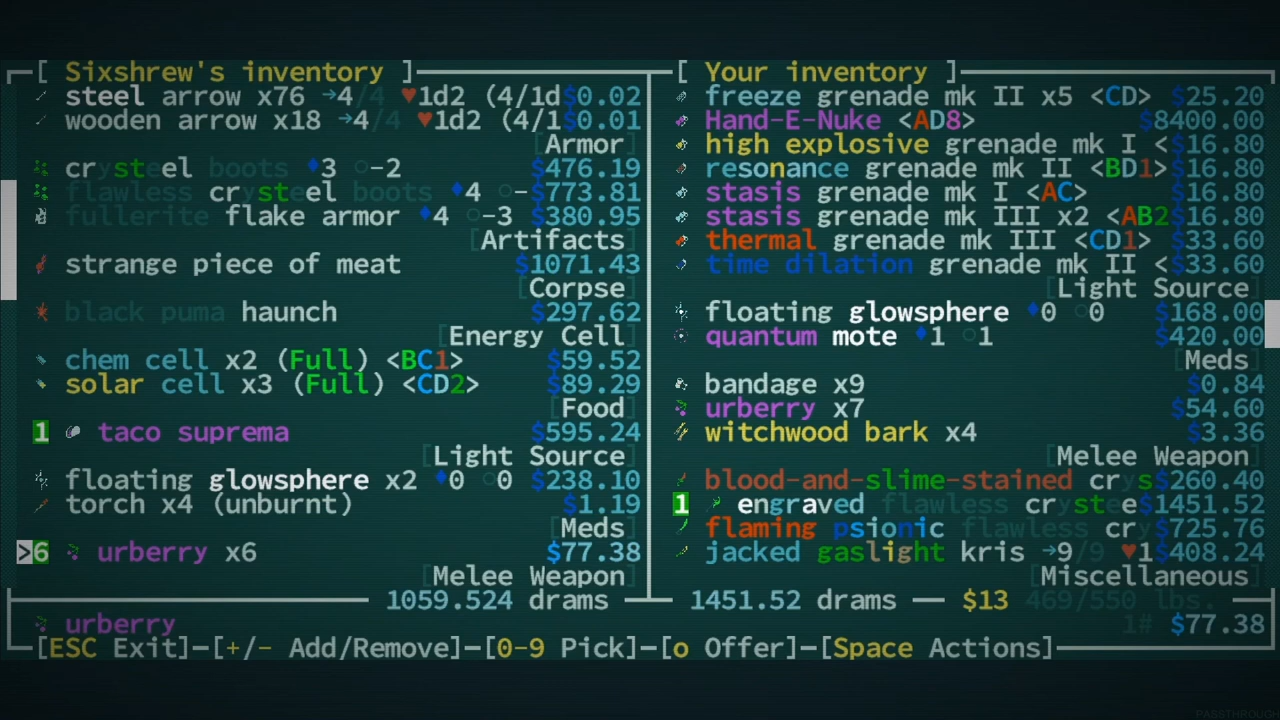 [ Sixshrew's inventory ]
steel arrow x76 →4/4 ♥1d2 (4/1d $0.02
wooden arrow x18 →4/4 ♥1d2 (4/1 $0.01
[Armor]
crysteel boots ♦3 ○-2 $476.19
flawless crysteel boots ♦4 ○- $773.81
fullerite flake armor ♦4 ○-3 $380.95
[Artifacts]
strange piece of meat $1071.43
[Corpse]
black puma haunch $297.62
[Energy Cell]
chem cell x2 (Full) <BC1> $59.52
solar cell x3 (Full) <CD2> $89.29
[Food]
1 taco suprema $595.24
[Light Source]
floating glowsphere x2 ♦0 ○0 $238.10
torch x4 (unburnt) $1.19
[Meds]
>6 urberry x6 $77.38
[Melee Weapon]
1059.524 drams
[ Your inventory ]
freeze grenade mk II x5 <CD> $25.20
Hand-E-Nuke <AD8> $8400.00
high explosive grenade mk I < $16.80
resonance grenade mk II <BD1> $16.80
stasis grenade mk I <AC> $16.80
stasis grenade mk III x2 <AB2 $16.80
thermal grenade mk III <CD1> $33.60
time dilation grenade mk II < $33.60
[Light Source]
floating glowsphere ♦0 ○0 $168.00
quantum mote ♦1 ○1 $420.00
[Meds]
bandage x9 $0.84
urberry x7 $54.60
witchwood bark x4 $3.36
[Melee Weapon]
blood-and-slime-stained crys $260.40
1 engraved flawless cryste $1451.52
flaming psionic flawless cry $725.76
jacked gaslight kris →9/9 ♥1 $408.24
[Miscellaneous]
1451.52 drams — $13 469/550 lbs.
urberry 1# $77.38
[ESC Exit]-[+/- Add/Remove]-[0-9 Pick]-[o Offer]-[Space Actions]